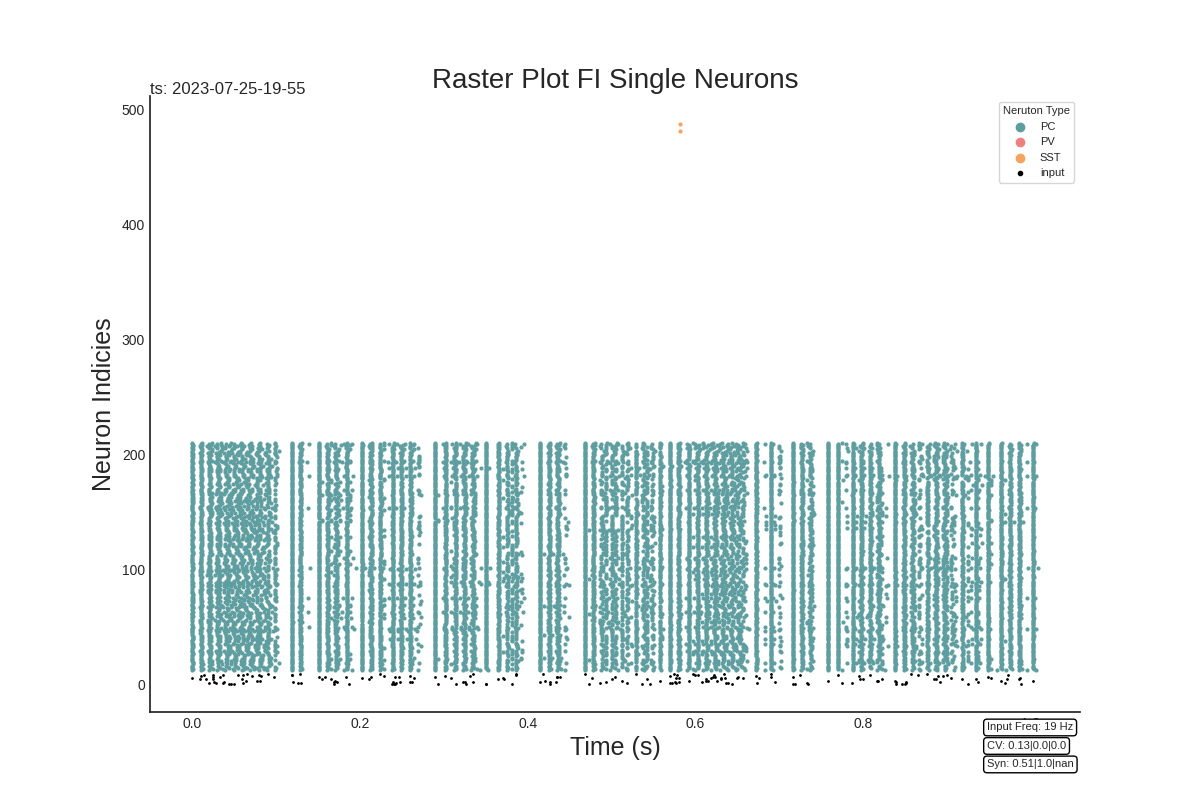 Raster Plot FI Single Neurons
ts: 2023-07-25-19-55
Neruton Type
PC
PV
SST
input
500
400
300
200
100
0
Neuron Indicies
0.0 0.2 0.4 0.6 0.8
Time (s)
Input Freq: 19 Hz
CV: 0.13|0.0|0.0
Syn: 0.51|1.0|nan